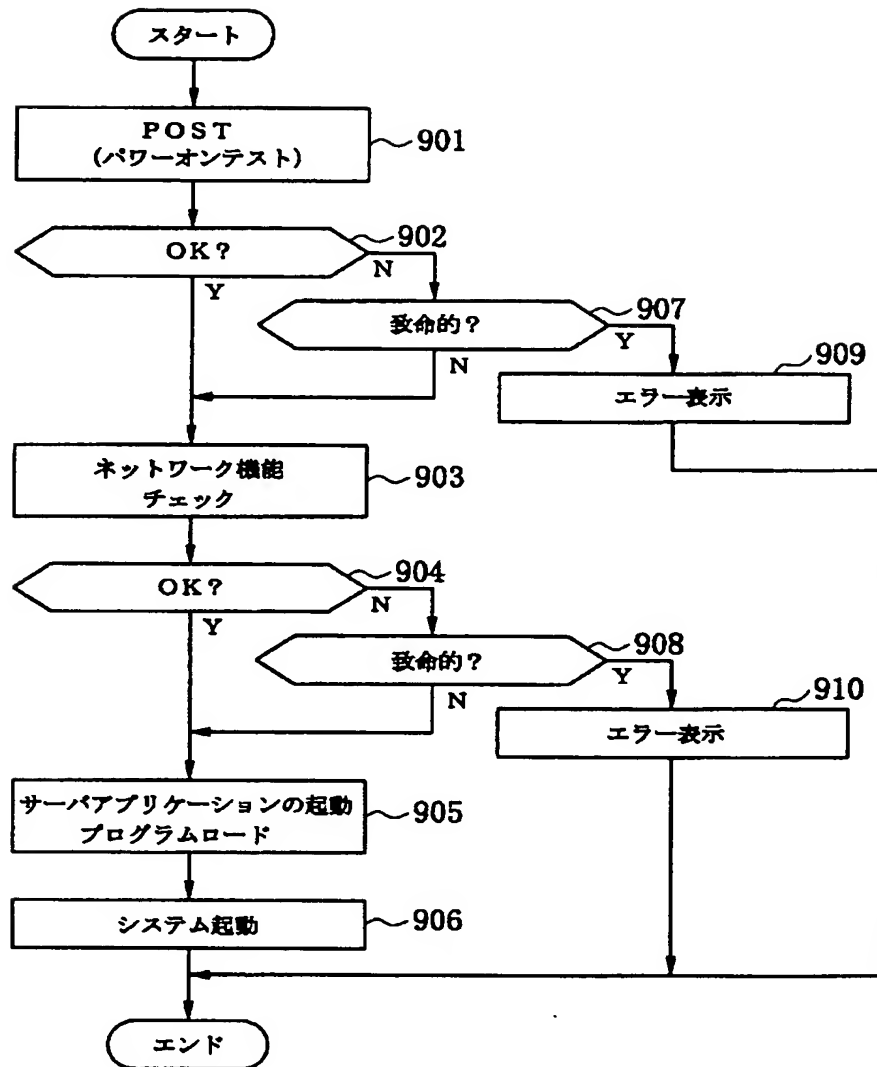 スタート
POST
(パワーオンテスト)
901
OK?
902
N
Y
致命的?
907
Y
N
909
エラー表示
ネットワーク機能
チェック
903
OK?
904
N
Y
致命的?
908
Y
N
910
エラー表示
サーバアプリケーションの起動
プログラムロード
905
システム起動
906
エンド